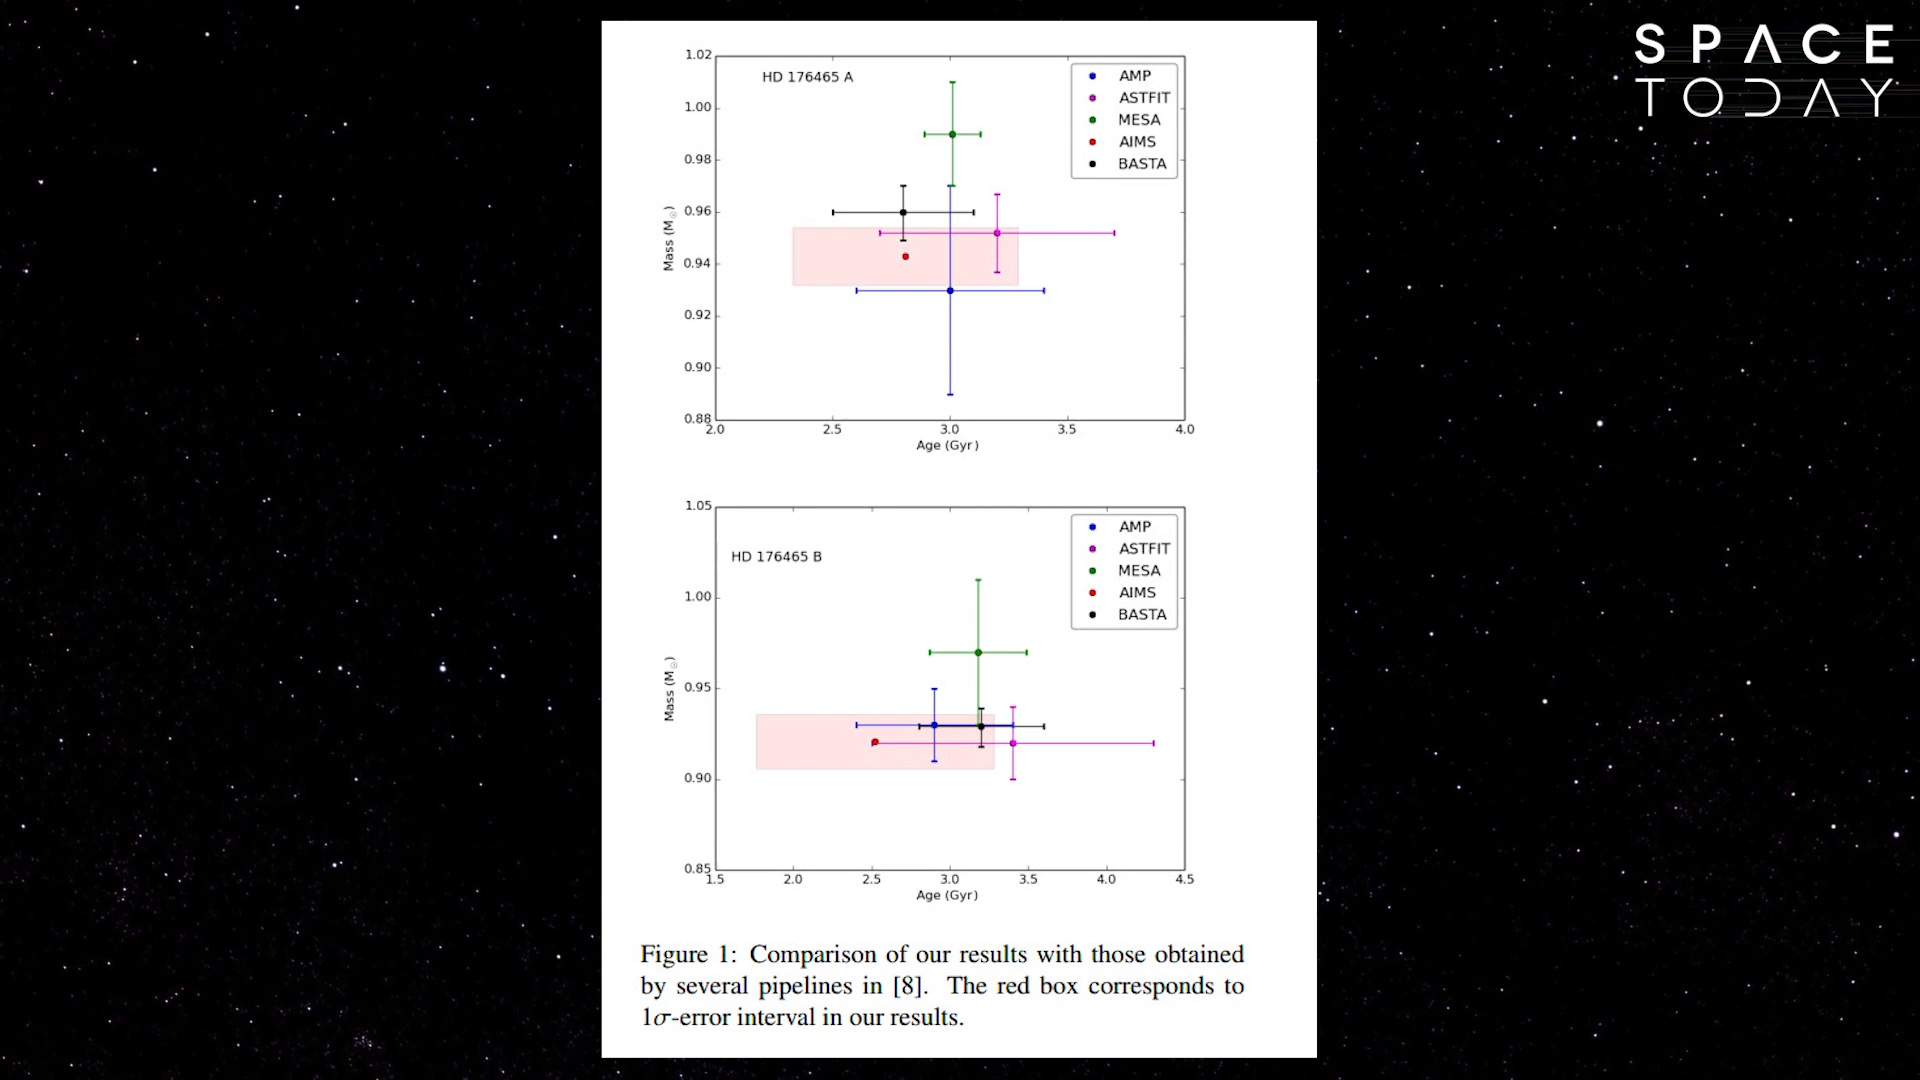 SPACE
TODAY
1.02
1.00
0.98
0.96
0.94
0.92
0.90
0.88
Mass (M☉)
HD 176465 A
AMP
ASTFIT
MESA
AIMS
BASTA
2.0 2.5 3.0 3.5 4.0
Age (Gyr)
1.05
1.00
0.95
0.90
0.85
Mass (M☉)
HD 176465 B
AMP
ASTFIT
MESA
AIMS
BASTA
1.5 2.0 2.5 3.0 3.5 4.0 4.5
Age (Gyr)
Figure 1: Comparison of our results with those obtained
by several pipelines in [8]. The red box corresponds to
1σ-error interval in our results.